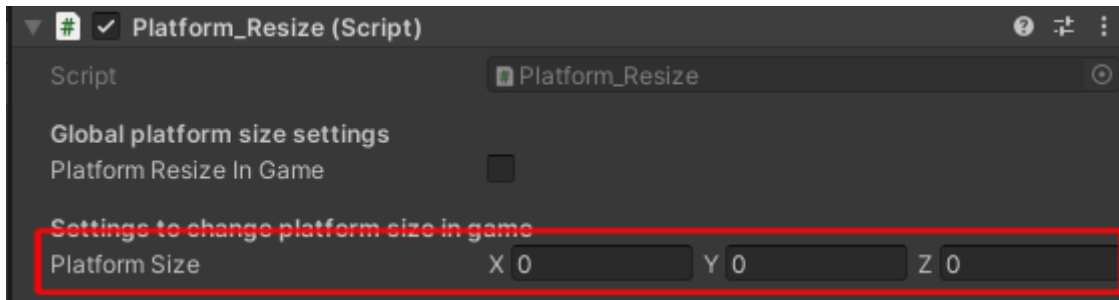 Platform_Resize (Script)
Script Platform_Resize
Global platform size settings
Platform Resize In Game
Settings to change platform size in game
Platform Size X 0 Y 0 Z 0